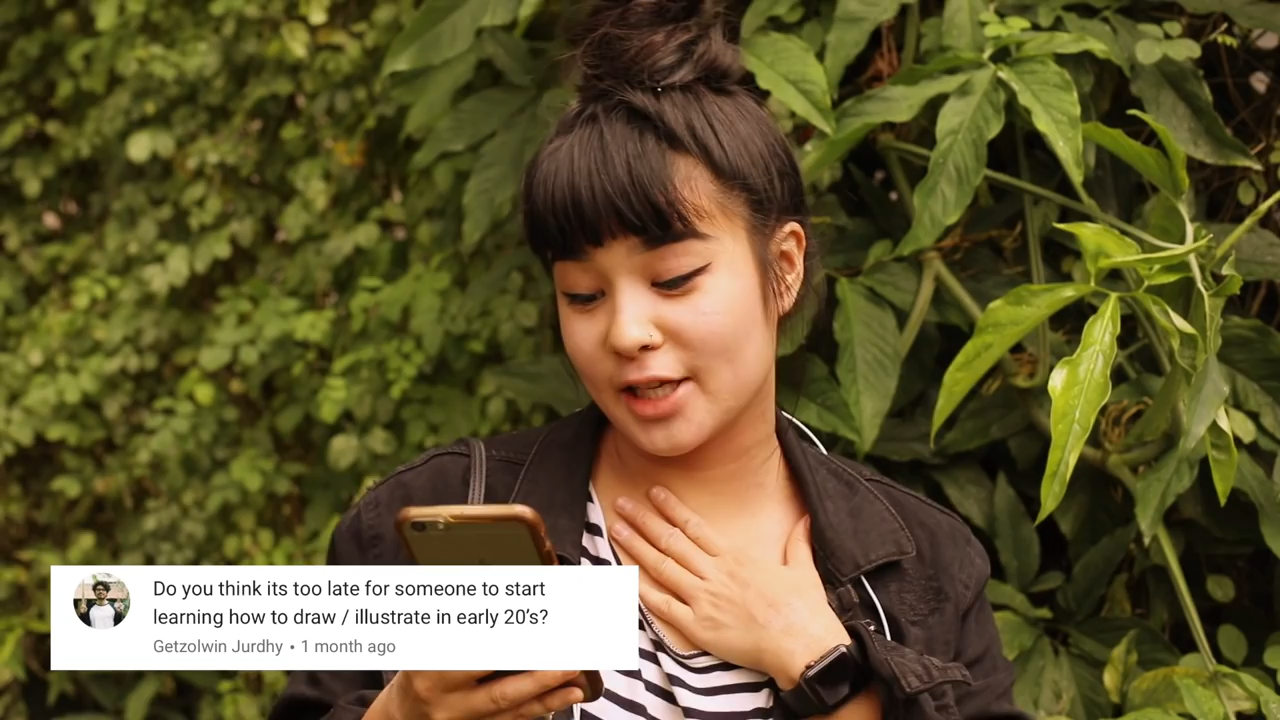 Do you think its too late for someone to start
learning how to draw / illustrate in early 20’s?
Getzolwin Jurdhy • 1 month ago